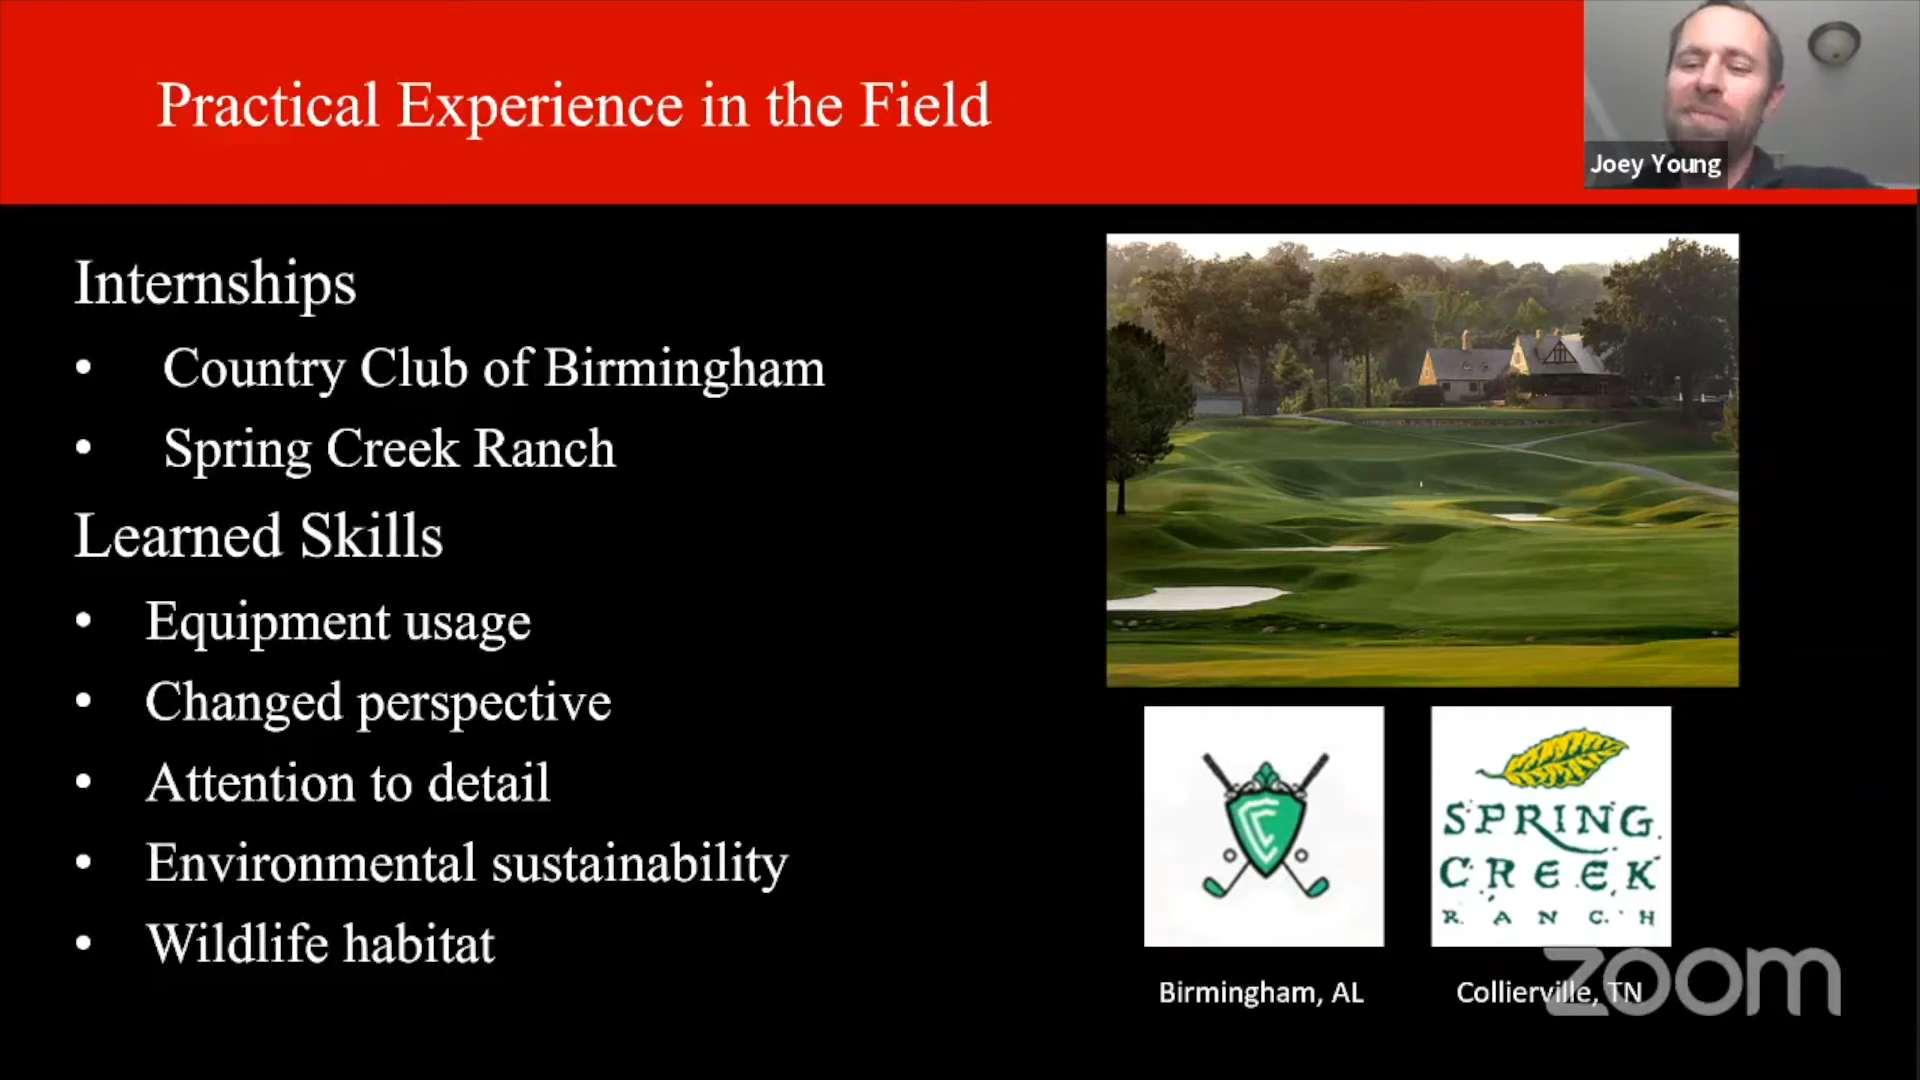 Practical Experience in the Field
Joey Young
Internships
• Country Club of Birmingham
• Spring Creek Ranch
Learned Skills
• Equipment usage
• Changed perspective
• Attention to detail
• Environmental sustainability
• Wildlife habitat
CC
SPRING
CREEK
RANCH
Birmingham, AL
Collierville, TN
zoom